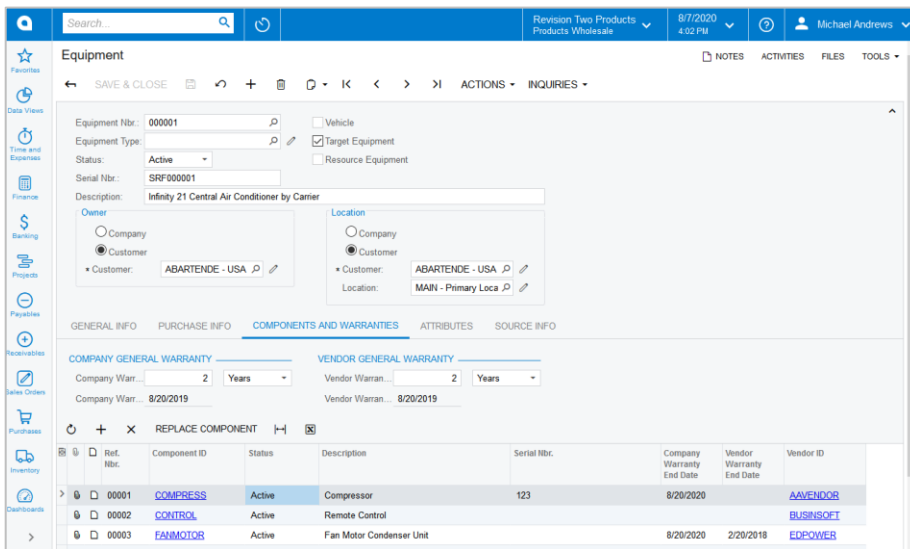 Search...
Revision Two Products
Products Wholesale
8/7/2020
4:02 PM
Michael Andrews
Favorites
Data Views
Time and
Expenses
Finance
Banking
Projects
Payables
Receivables
Sales Orders
Purchases
Inventory
Dashboards
Equipment
NOTES ACTIVITIES FILES TOOLS
SAVE & CLOSE ACTIONS INQUIRIES
Equipment Nbr.: 000001 Vehicle
Equipment Type: Target Equipment
Status: Active Resource Equipment
Serial Nbr.: SRF000001
Description: Infinity 21 Central Air Conditioner by Carrier
Owner Location
Company Company
Customer Customer
* Customer: ABARTENDE - USA * Customer: ABARTENDE - USA
Location: MAIN - Primary Loca
GENERAL INFO PURCHASE INFO COMPONENTS AND WARRANTIES ATTRIBUTES SOURCE INFO
COMPANY GENERAL WARRANTY VENDOR GENERAL WARRANTY
Company Warr... 2 Years Vendor Warran... 2 Years
Company Warr... 8/20/2019 Vendor Warran... 8/20/2019
REPLACE COMPONENT
Ref. Nbr. Component ID Status Description Serial Nbr. Company Warranty End Date Vendor Warranty End Date Vendor ID
00001 COMPRESS Active Compressor 123 8/20/2020 AAVENDOR
00002 CONTROL Active Remote Control BUSINSOFT
00003 FANMOTOR Active Fan Motor Condenser Unit 8/20/2020 2/20/2018 EDPOWER